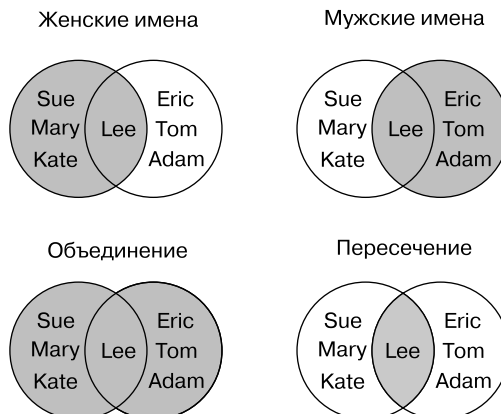 Женские имена
Sue Eric
Mary Lee Tom
Kate Adam
Мужские имена
Sue Eric
Mary Lee Tom
Kate Adam
Объединение
Sue Eric
Mary Lee Tom
Kate Adam
Пересечение
Sue Eric
Mary Lee Tom
Kate Adam